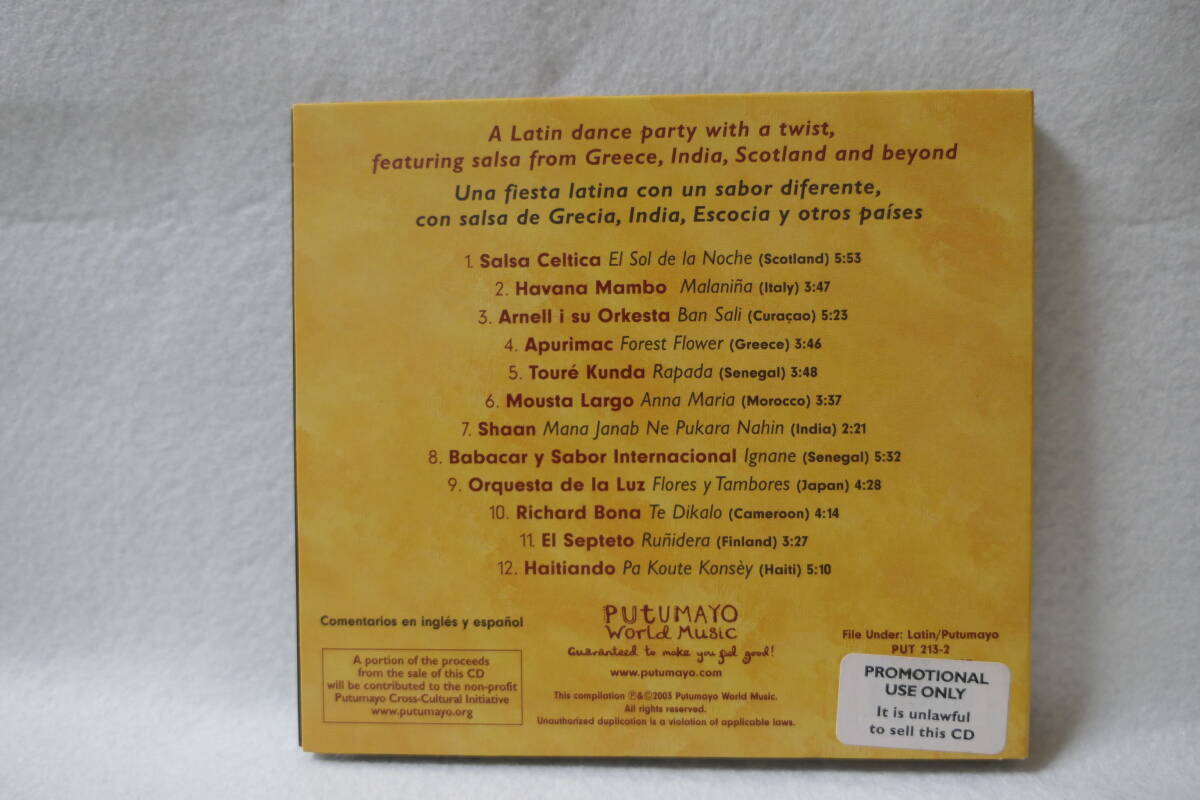 A Latin dance party with a twist,
featuring salsa from Greece, India, Scotland and beyond
Una fiesta latina con un sabor diferente,
con salsa de Grecia, India, Escocia y otros países
1. Salsa Celtica El Sol de la Noche (Scotland) 5:53
2. Havana Mambo Malaniña (Italy) 3:47
3. Arnell i su Orkesta Ban Sali (Curaçao) 5:23
4. Apurimac Forest Flower (Greece) 3:46
5. Touré Kunda Rapada (Senegal) 3:48
6. Mousta Largo Anna Maria (Morocco) 3:37
7. Shaan Mana Janab Ne Pukara Nahin (India) 2:21
8. Babacar y Sabor Internacional Ignane (Senegal) 5:32
9. Orquesta de la Luz Flores y Tambores (Japan) 4:28
10. Richard Bona Te Dikalo (Cameroon) 4:14
11. El Septeto Ruñidera (Finland) 3:27
12. Haitiando Pa Koute Konsèy (Haiti) 5:10
Comentarios en inglés y español
A portion of the proceeds
from the sale of this CD
will be contributed to the non-profit
Putumayo Cross-Cultural Initiative
www.putumayo.org
PUTUMAYO
World Music
Guaranteed to make you feel good!
www.putumayo.com
This compilation ℗&©2003 Putumayo World Music.
All rights reserved.
Unauthorized duplication is a violation of applicable laws.
File Under: Latin/Putumayo
PUT 213-2
PROMOTIONAL
USE ONLY
It is unlawful
to sell this CD